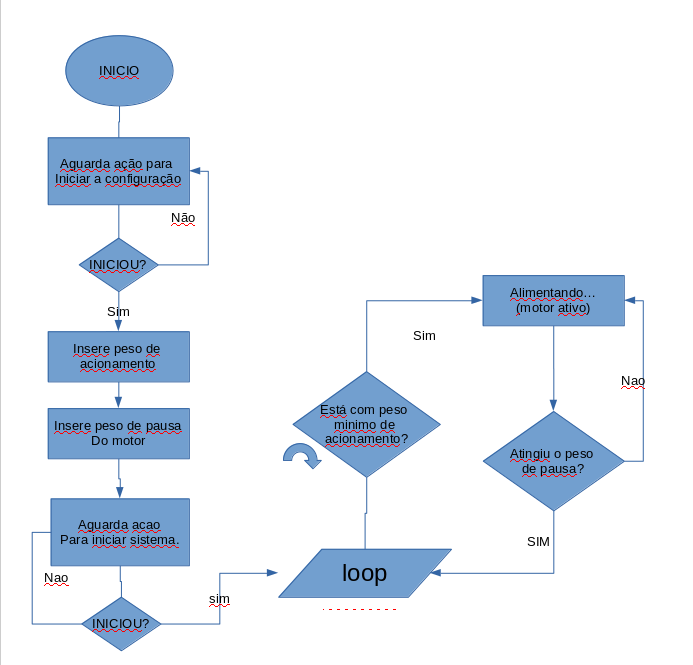 INICIO
Aguarda ação para
Iniciar a configuração
Não
INICIOU?
Sim
Insere peso de
acionamento
Insere peso de pausa
Do motor
Aguarda acao
Para iniciar sistema.
Nao
INICIOU?
sim
loop
Está com peso
minimo de
acionamento?
Sim
Alimentando...
(motor ativo)
Nao
Atingiu o peso
de pausa?
SIM